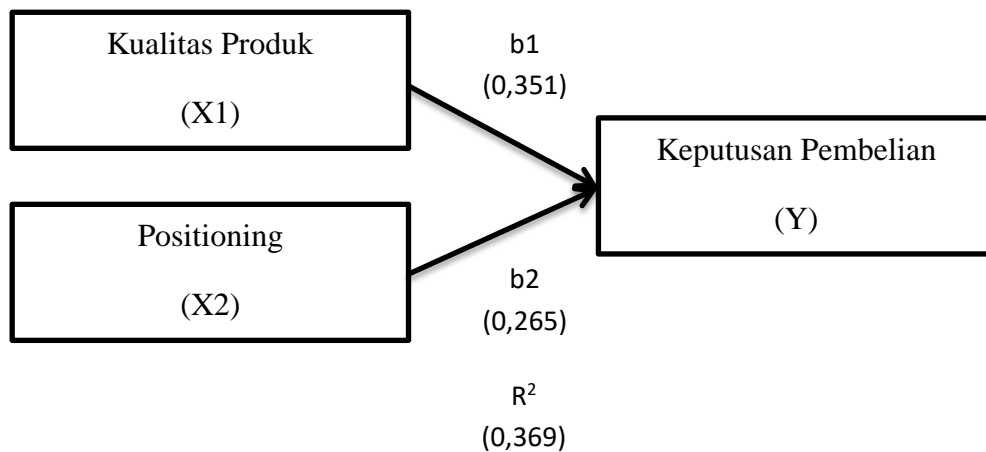 Kualitas Produk
(X1)
b1
(0,351)
Keputusan Pembelian
(Y)
Positioning
(X2)
b2
(0,265)
R²
(0,369)